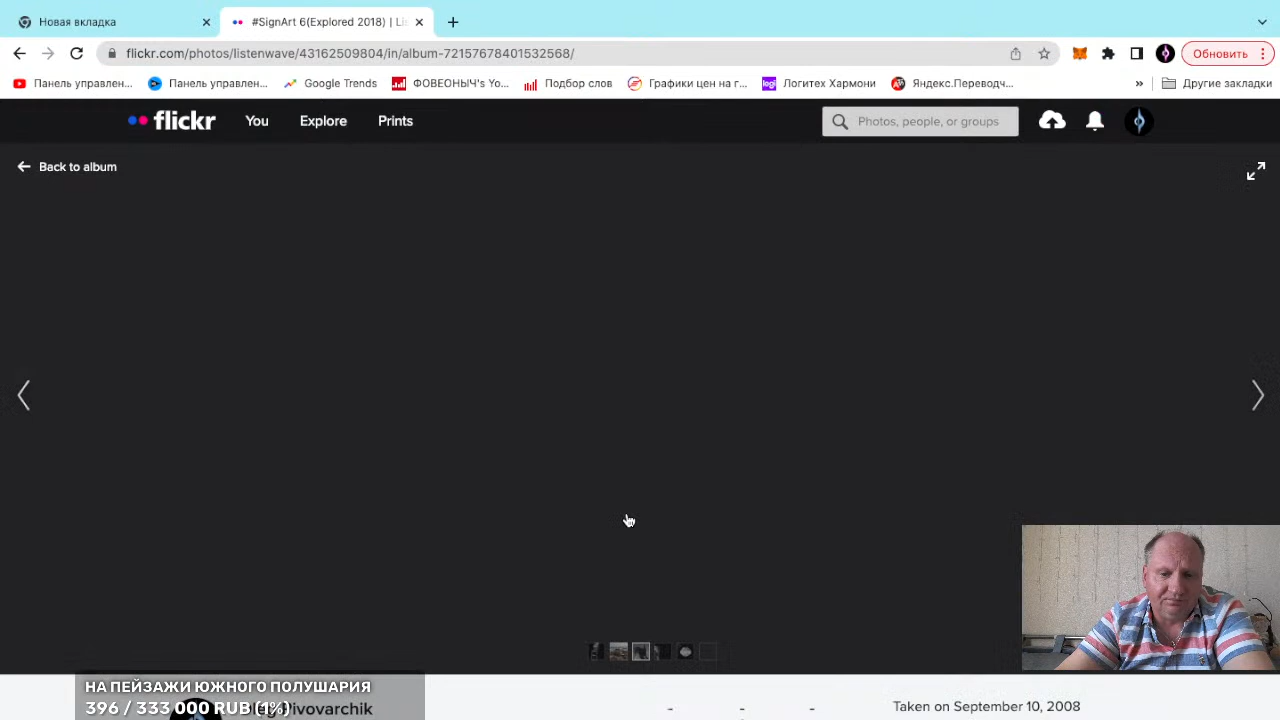 Новая вкладка
#SignArt 6(Explored 2018) | Lis
flickr.com/photos/listenwave/43162509804/in/album-72157678401532568/
Обновить
Панель управлен...
Панель управлен...
Google Trends
ФОВЕОНЫЧ'S Yo...
Подбор слов
Графики цен на г...
Логитех Хармони
Яндекс.Переводч...
»
Другие закладки
flickr
You
Explore
Prints
Photos, people, or groups
Back to album
НА ПЕЙЗАЖИ ЮЖНОГО ПОЛУШАРИЯ
396 / 333 000 RUB (1%)
Pivovarchik
- - -
Taken on September 10, 2008